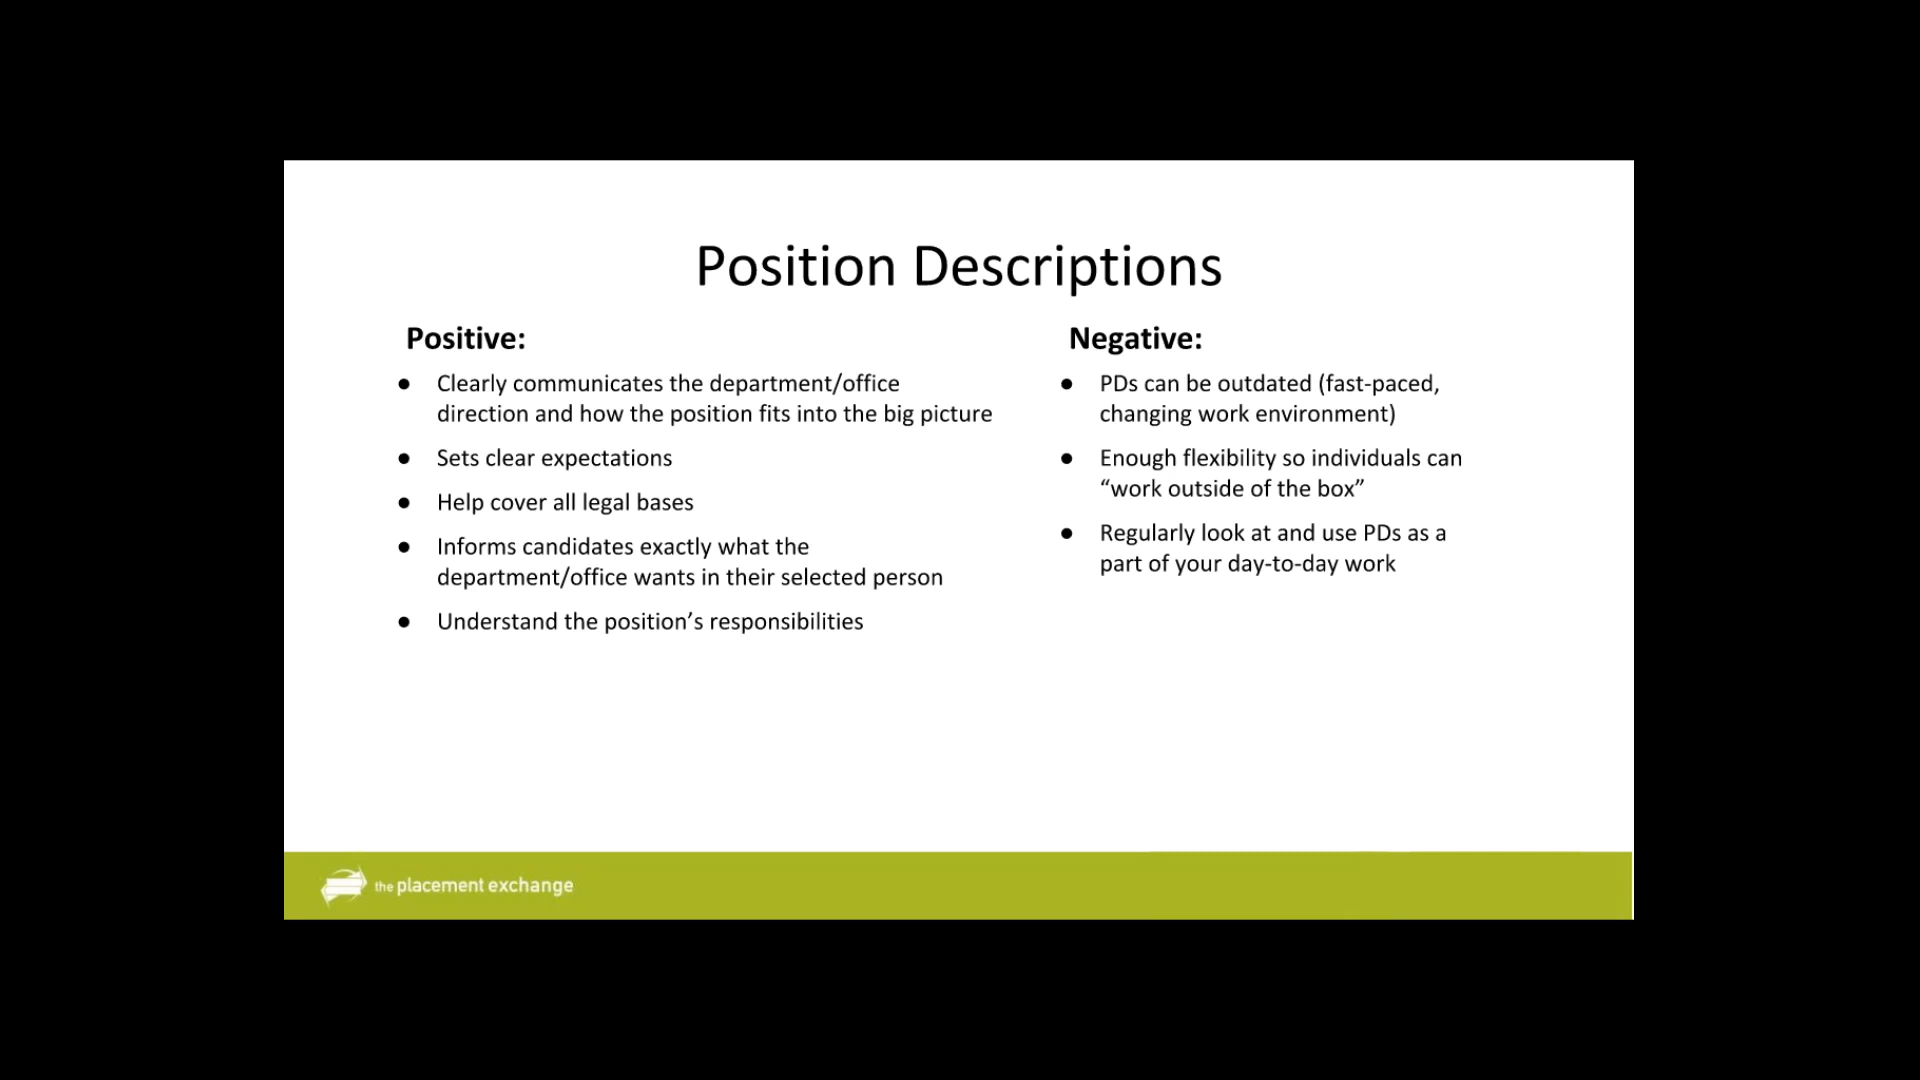 Position Descriptions
Positive:
● Clearly communicates the department/office
direction and how the position fits into the big picture
● Sets clear expectations
● Help cover all legal bases
● Informs candidates exactly what the
department/office wants in their selected person
● Understand the position’s responsibilities
Negative:
● PDs can be outdated (fast-paced,
changing work environment)
● Enough flexibility so individuals can
“work outside of the box”
● Regularly look at and use PDs as a
part of your day-to-day work
the placement exchange